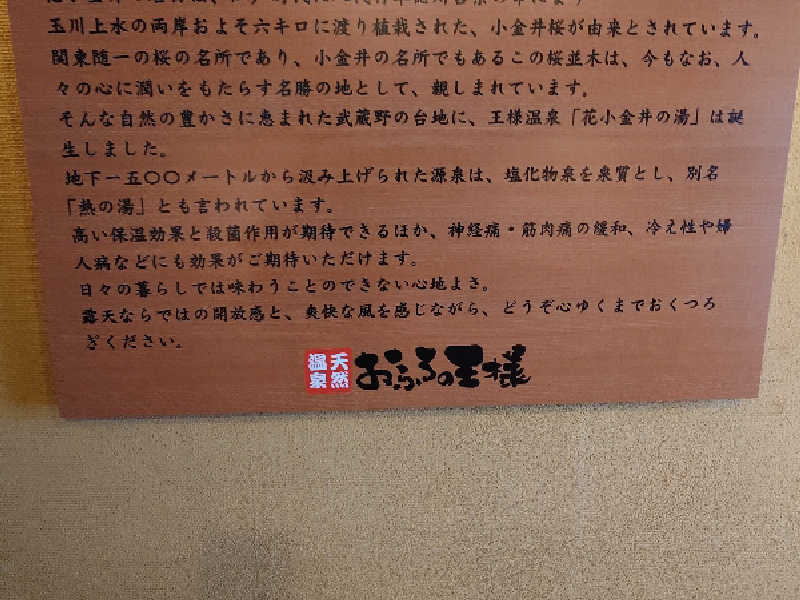 玉川上水の両岸およそ六キロに渡り植栽された、小金井桜が由来とされています。
関東随一の桜の名所であり、小金井の名所でもあるこの桜並木は、今もなお、人
々の心に潤いをもたらす名勝の地として、親しまれています。
そんな自然の豊かさに恵まれた武蔵野の台地に、王様温泉「花小金井の湯」は誕
生しました。
地下一五〇〇メートルから汲み上げられた源泉は、塩化物泉を泉質とし、別名
「熱の湯」とも言われています。
高い保温効果と殺菌作用が期待できるほか、神経痛・筋肉痛の緩和、冷え性や婦
人病などにも効果がご期待いただけます。
日々の暮らしでは味わうことのできない心地よさ。
露天ならではの開放感と、爽快な風を感じながら、どうぞ心ゆくまでおくつろ
ぎください。
天然温泉 おふろの王様